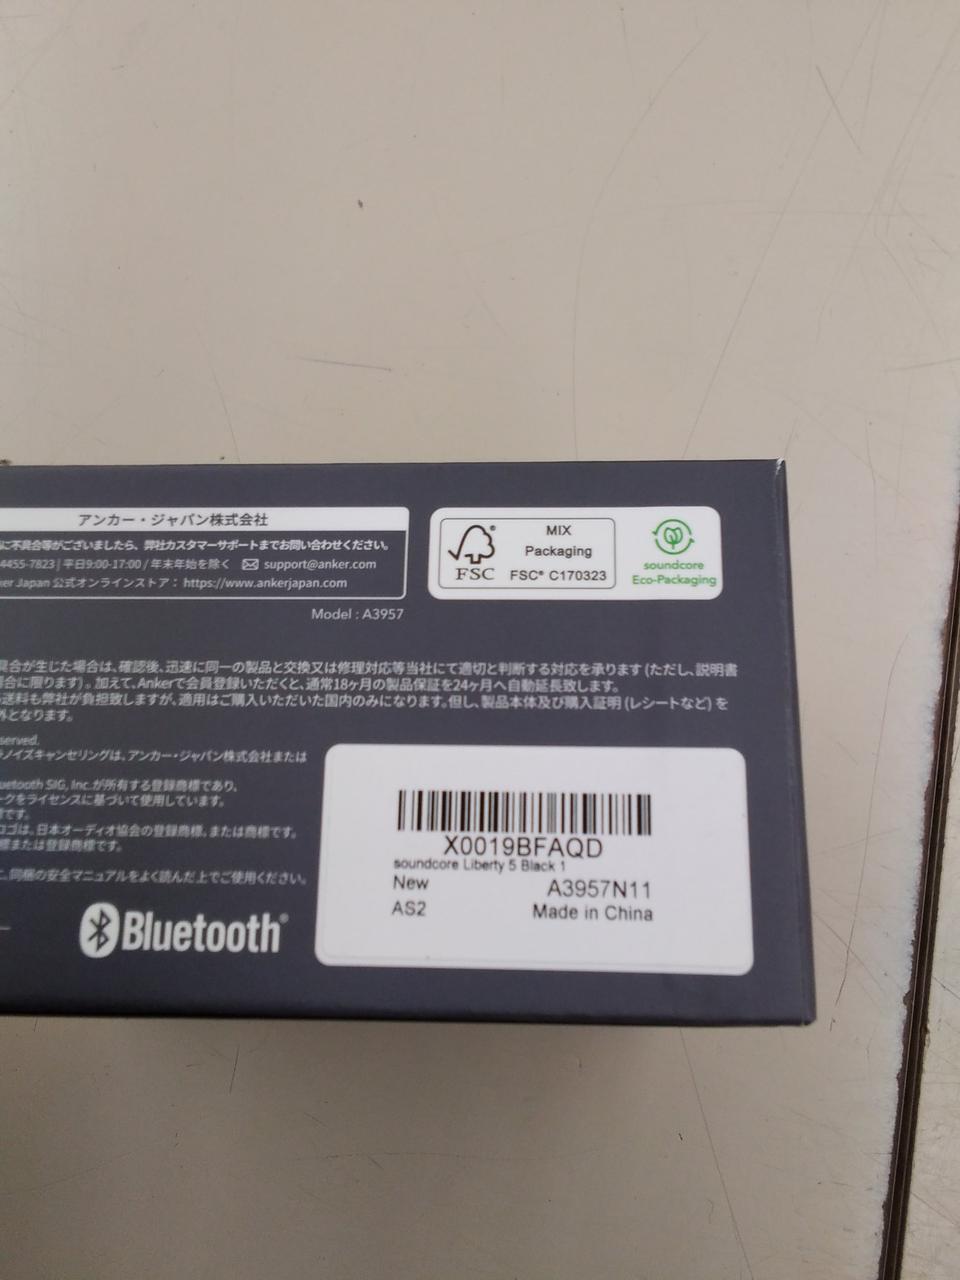 アンカー・ジャパン株式会社
に不具合等がございましたら、弊社カスタマーサポートまでお問い合わせください。
4455-7823 | 平日9:00-17:00 / 年末年始を除く support@anker.com
ker Japan 公式オンラインストア： https://www.ankerjapan.com
Model : A3957
FSC®
MIX
Packaging
FSC® C170323
soundcore
Eco-Packaging
具合が生じた場合は、確認後、迅速に同一の製品と交換又は修理対応等当社にて適切と判断する対応を承ります (ただし、説明書
場合に限ります)。加えて、Ankerで会員登録いただくと、通常18ヶ月の製品保証を24ヶ月へ自動延長致します。
送料も弊社が負担致しますが、適用はご購入いただいた国内のみになります。但し、製品本体及び購入証明 (レシートなど) を
外となります。
served.
ラノイズキャンセリングは、アンカー・ジャパン株式会社または
uetooth SIG, Inc.が所有する登録商標であり、
ークをライセンスに基づいて使用しています。
標です。
ロゴは、日本オーディオ協会の登録商標、または商標です。
標または登録商標です。
に、同梱の安全マニュアルをよく読んだ上でご使用ください。
Bluetooth®
X0019BFAQD
soundcore Liberty 5 Black 1
New A3957N11
AS2 Made in China